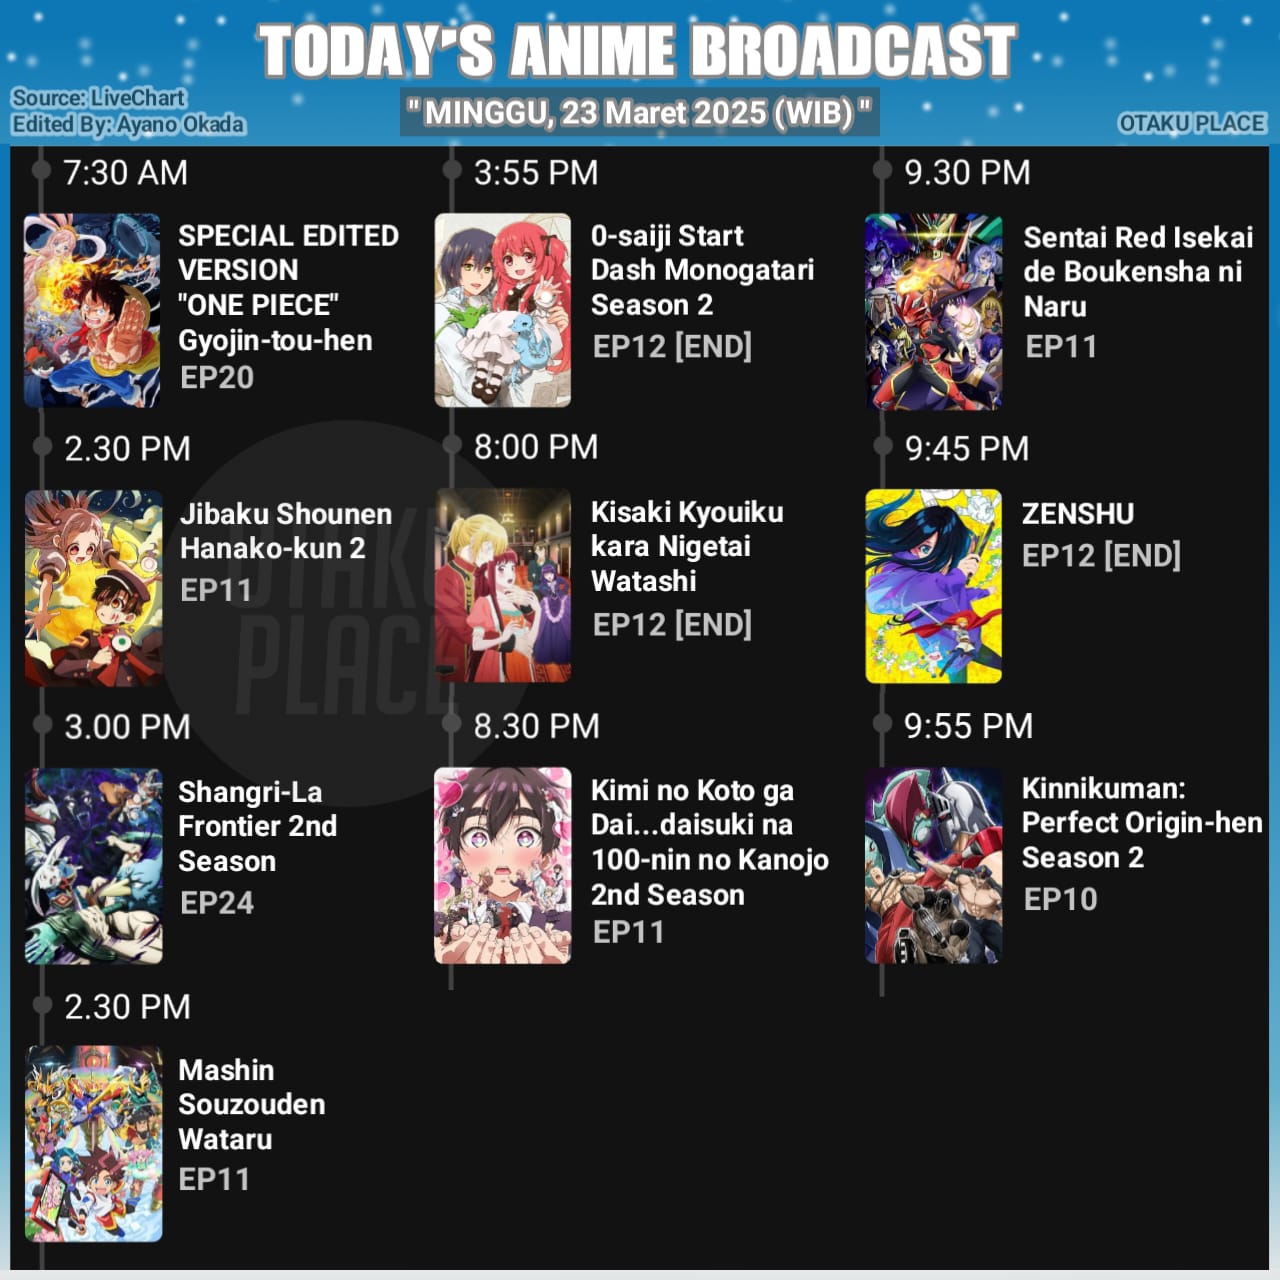 TODAY'S ANIME BROADCAST
Source: LiveChart
Edited By: Ayano Okada
" MINGGU, 23 Maret 2025 (WIB) "
OTAKU PLACE
7:30 AM
SPECIAL EDITED
VERSION
"ONE PIECE"
Gyojin-tou-hen
EP20
2.30 PM
Jibaku Shounen
Hanako-kun 2
EP11
3.00 PM
Shangri-La
Frontier 2nd
Season
EP24
2.30 PM
Mashin
Souzouden
Wataru
EP11
3:55 PM
0-saiji Start
Dash Monogatari
Season 2
EP12 [END]
8:00 PM
Kisaki Kyouiku
kara Nigetai
Watashi
EP12 [END]
8.30 PM
Kimi no Koto ga
Dai...daisuki na
100-nin no Kanojo
2nd Season
EP11
9.30 PM
Sentai Red Isekai
de Boukensha ni
Naru
EP11
9:45 PM
ZENSHU
EP12 [END]
9:55 PM
Kinnikuman:
Perfect Origin-hen
Season 2
EP10
OTAKU
PLACE